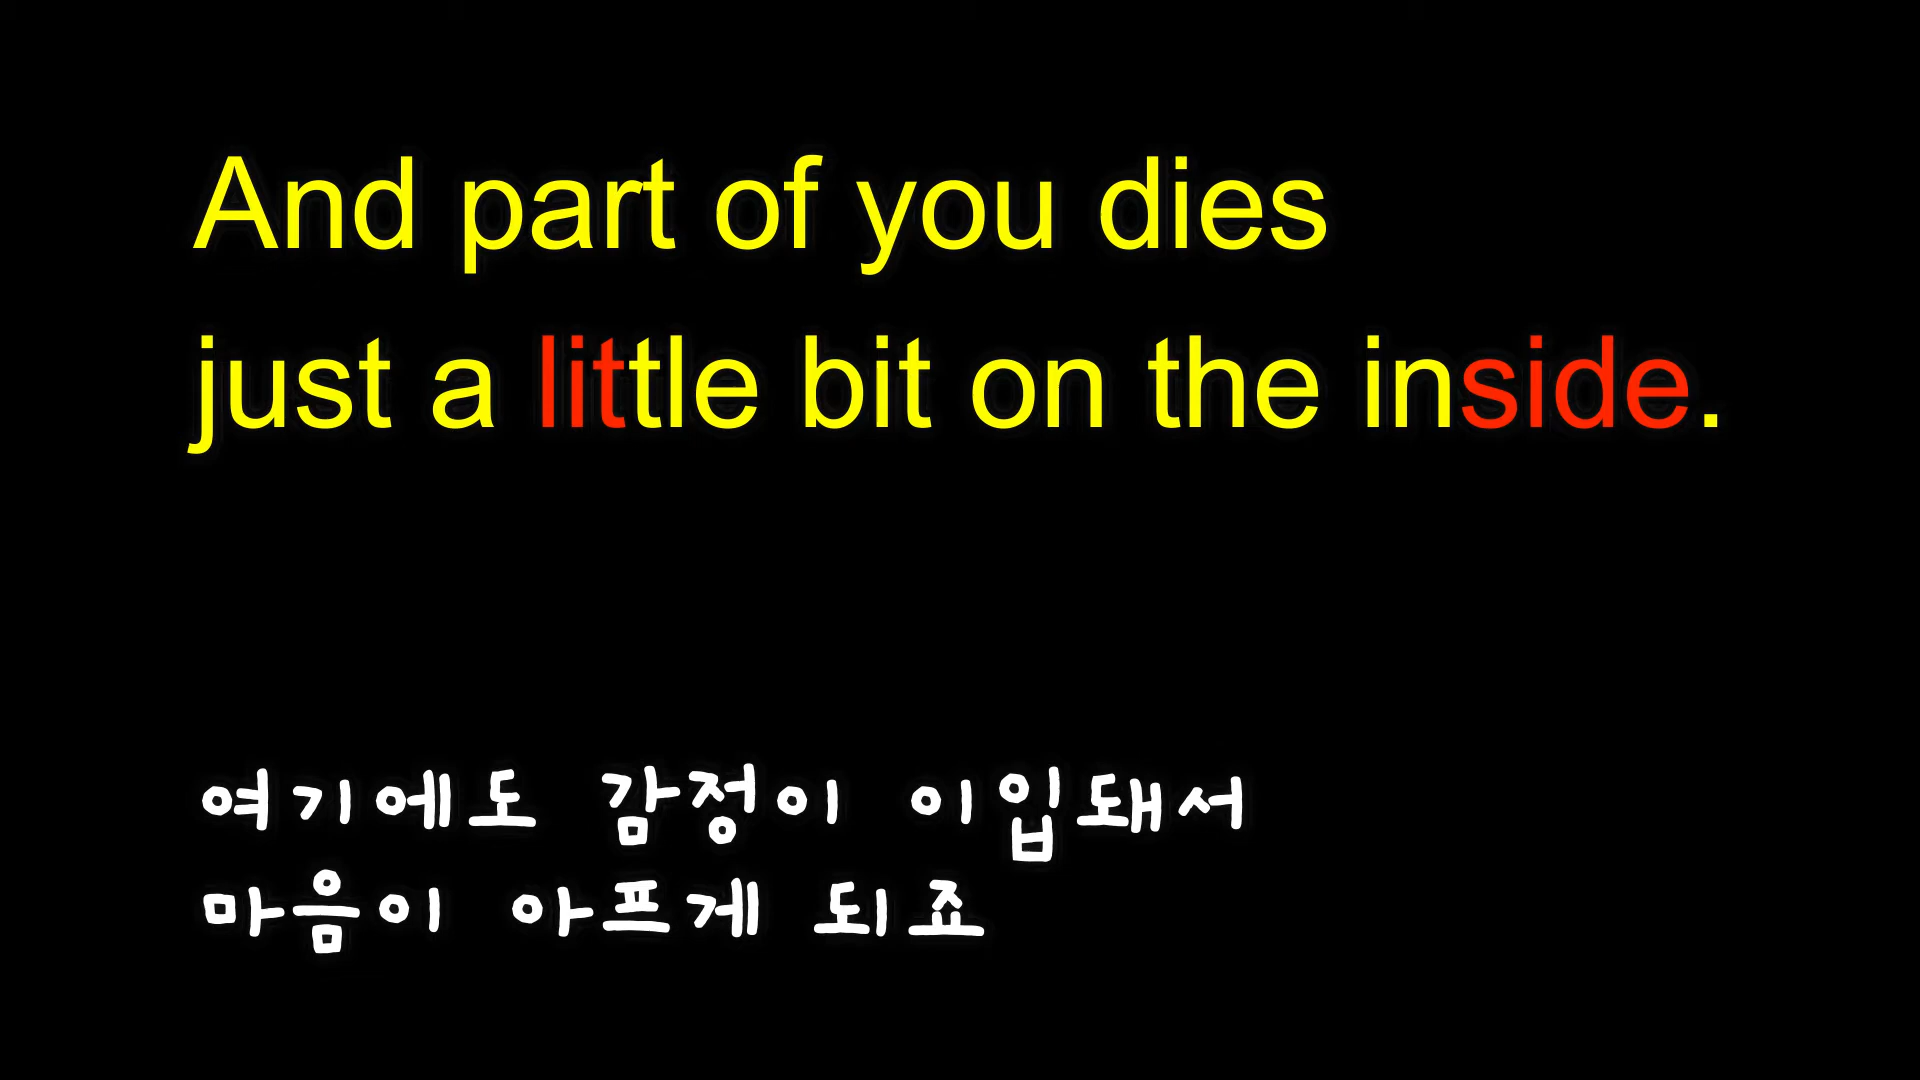 And part of you dies
just a little bit on the inside.
여기에도 감정이 이입돼서
마음이 아프게 되죠